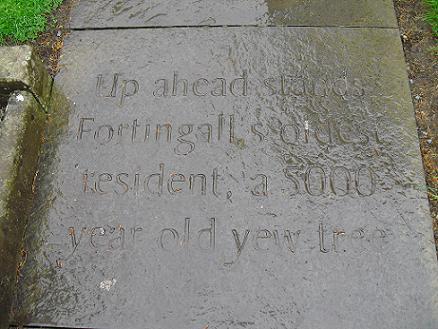 Up ahead stands
Fortingall's oldest
resident, a 5000
year old yew tree